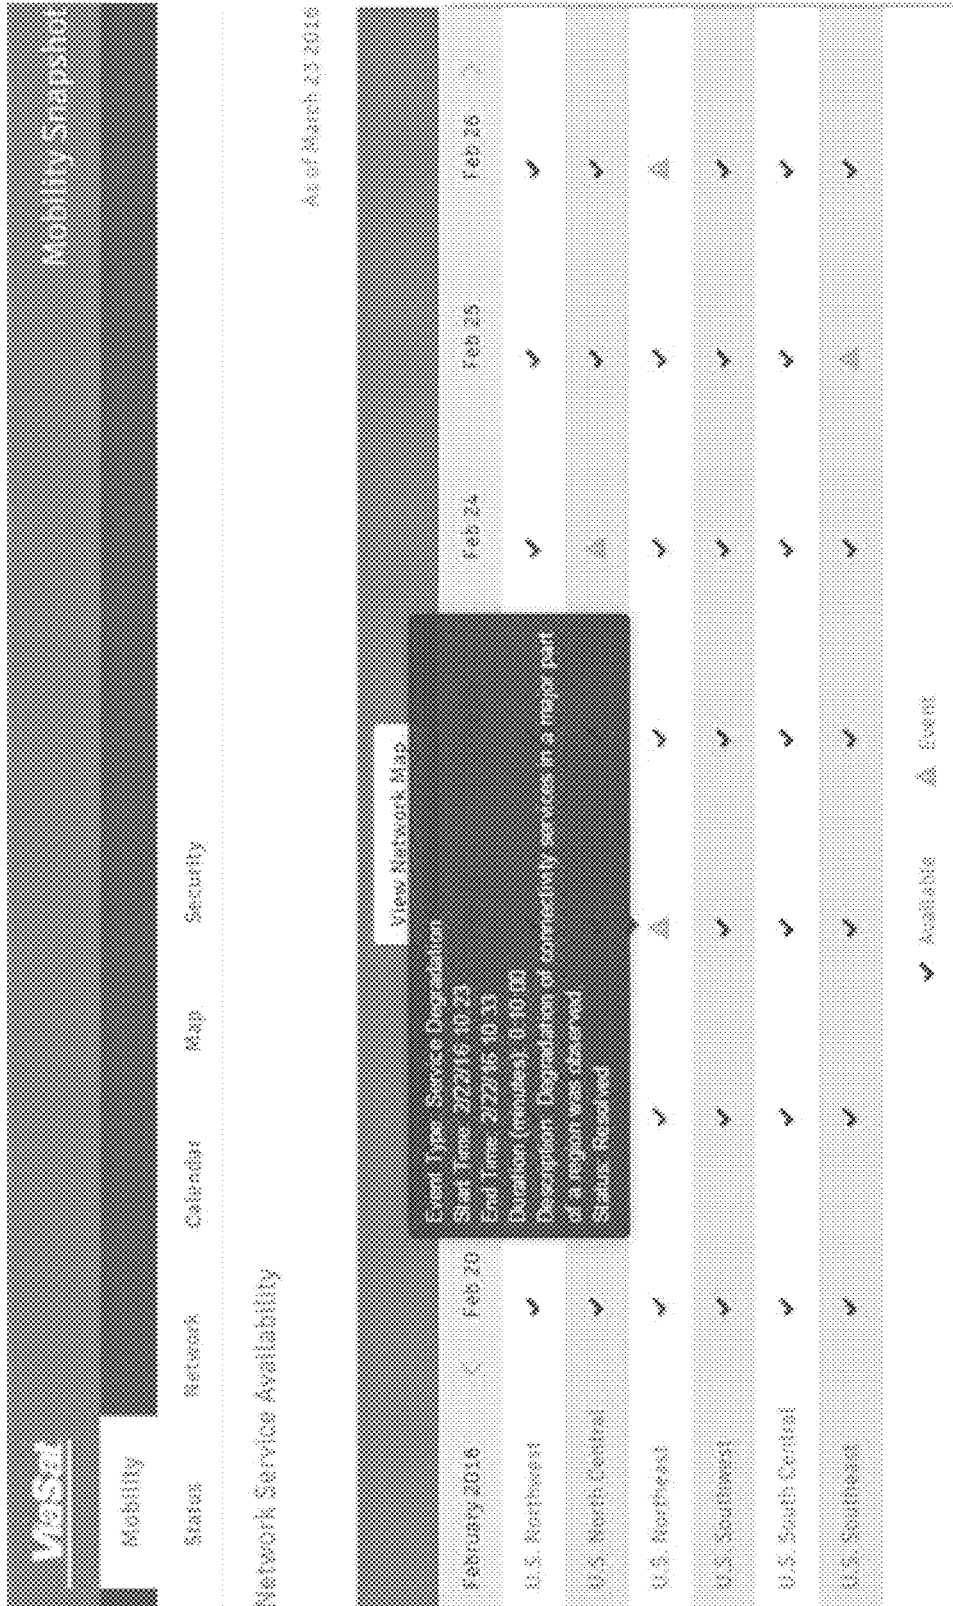 ViaSat
Mobility Snapshot
Mobility
Status Network Calendar Map Security
Network Service Availability
As of March 23 2016
View Network Map
February 2016 < Feb 20 Feb 24 Feb 25 Feb 26 >
Event Type: Service Degradation
Start Time: 2/22/16 10:23
End Time: 2/22/16 10:33
Duration (minutes): 0:10:00
Description: Degradation of connectivity services in a major part
of a region was observed
Status: Resolved
U.S. Northwest
U.S. North Central
U.S. Northeast
U.S. Southwest
U.S. South Central
U.S. Southeast
Available Event